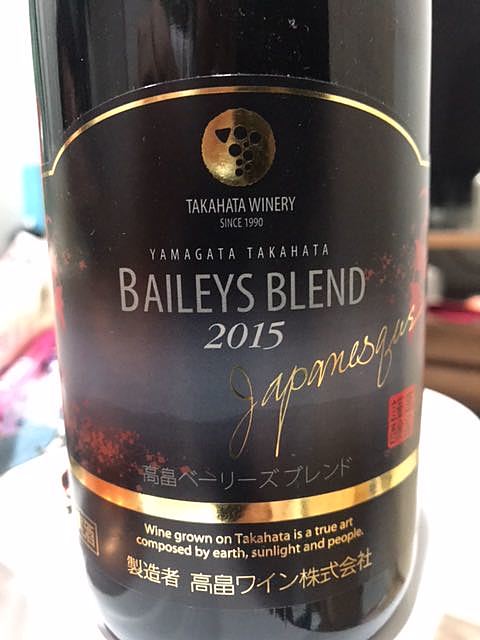 TAKAHATA WINERY
SINCE 1990
YAMAGATA TAKAHATA
BAILEYS BLEND
2015
Japanesque
高畠ベーリーズ ブレンド
Wine grown on Takahata is a true art
composed by earth, sunlight and people.
製造者 高畠ワイン株式会社